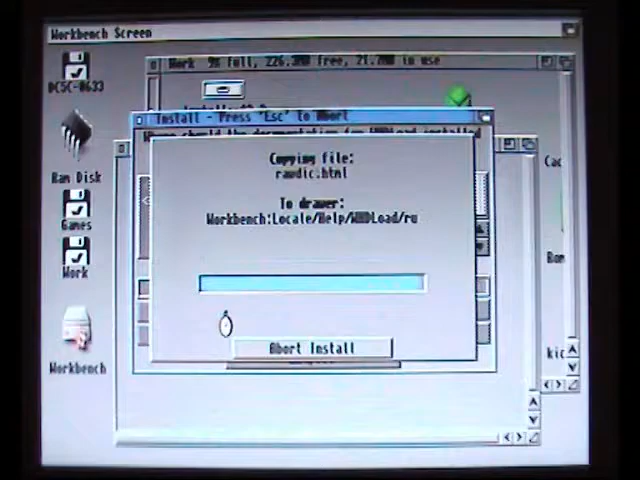 Workbench Screen
Work 9% full, 226.3MB free, 21.7MB in use
DC5C-0633
Install - Press 'Esc' to Abort
Copying file:
rawdic.html
To drawer:
Workbench:Locale/Help/WHDLoad/ru
Ram Disk
Games
Work
Workbench
Abort Install